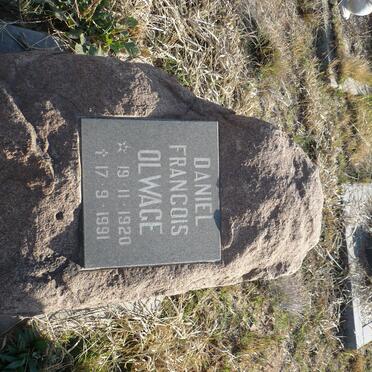 DANIEL
FRANCOIS
OLWAGE
☆ 19·11·1920
✝ 17·9·1991